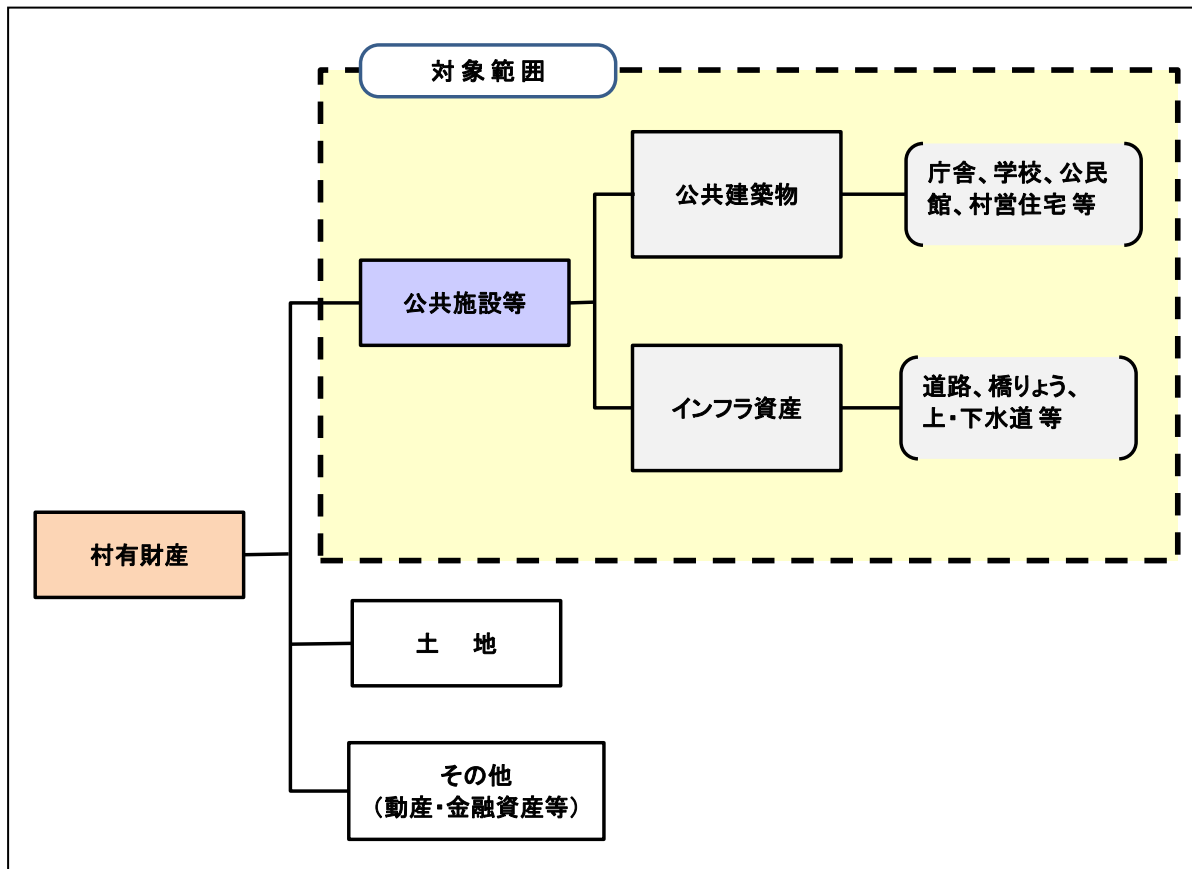 対象範囲
公共建築物
庁舎、学校、公民
館、村営住宅 等
公共施設等
インフラ資産
道路、橋りょう、
上・下水道 等
村有財産
土　地
その他
（動産・金融資産等）